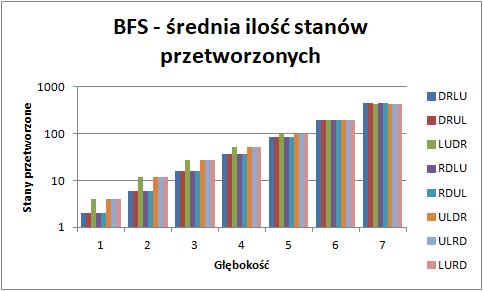 BFS - średnia ilość stanów
przetworzonych
Stany przetworzone
1000
100
10
1
1 2 3 4 5 6 7
Głębokość
DRLU
DRUL
LUDR
RDLU
RDUL
ULDR
ULRD
LURD